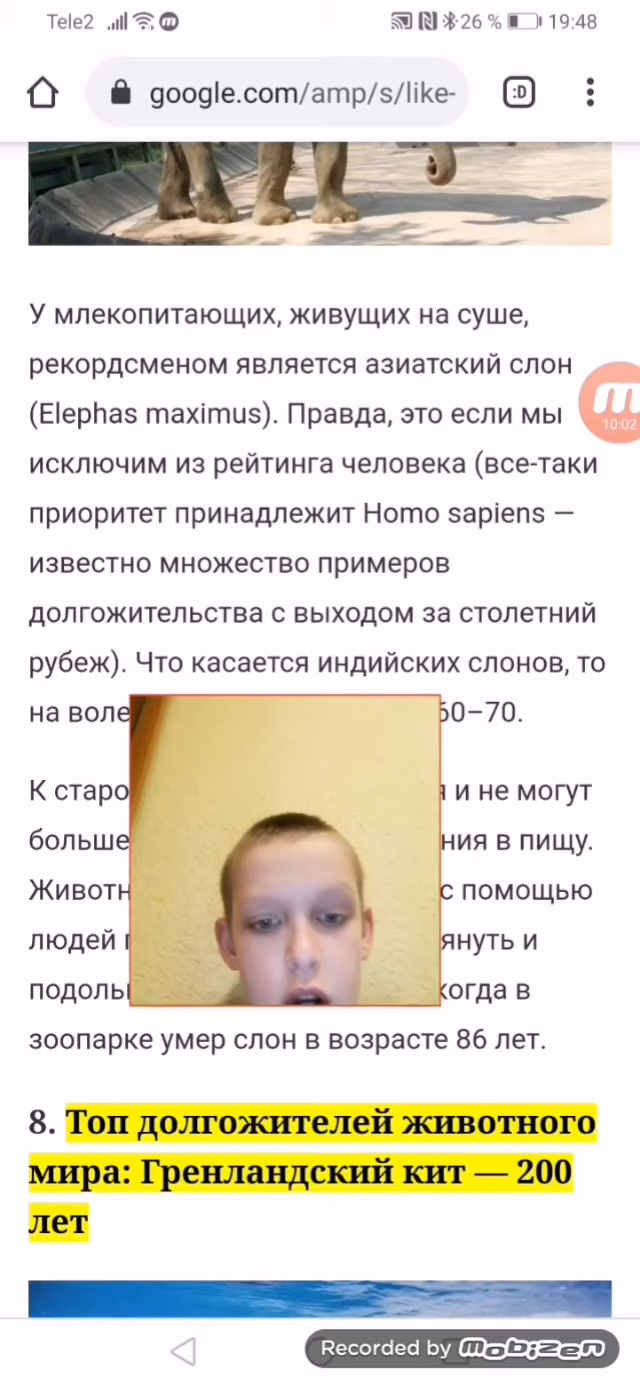 Tele2 26 % 19:48
google.com/amp/s/like-
:D
У млекопитающих, живущих на суше,
рекордсменом является азиатский слон
(Elephas maximus). Правда, это если мы
10:02
исключим из рейтинга человека (все-таки
приоритет принадлежит Homo sapiens —
известно множество примеров
долгожительства с выходом за столетний
рубеж). Что касается индийских слонов, то
на воле 60–70.
К старо и не могут
больше ния в пищу.
Животн с помощью
людей януть и
подоль когда в
зоопарке умер слон в возрасте 86 лет.
8. Топ долгожителей животного
мира: Гренландский кит — 200
лет
Recorded by mobizen